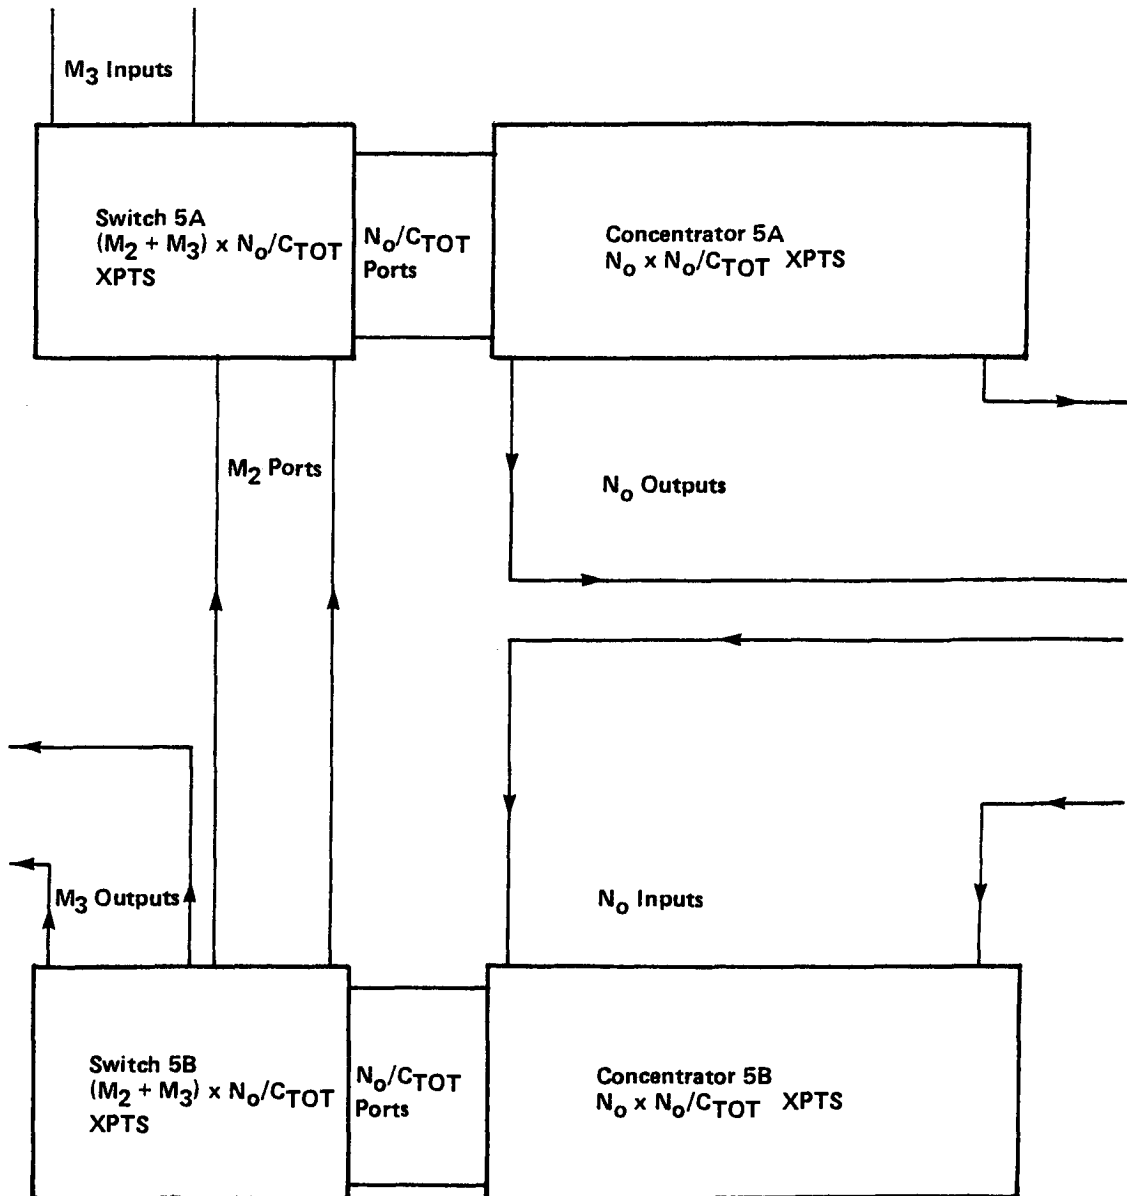 M3 Inputs
Switch 5A
(M2 + M3) x No/CTOT
XPTS
No/CTOT
Ports
Concentrator 5A
No x No/CTOT XPTS
M2 Ports
No Outputs
M3 Outputs
No Inputs
Switch 5B
(M2 + M3) x No/CTOT
XPTS
No/CTOT
Ports
Concentrator 5B
No x No/CTOT XPTS